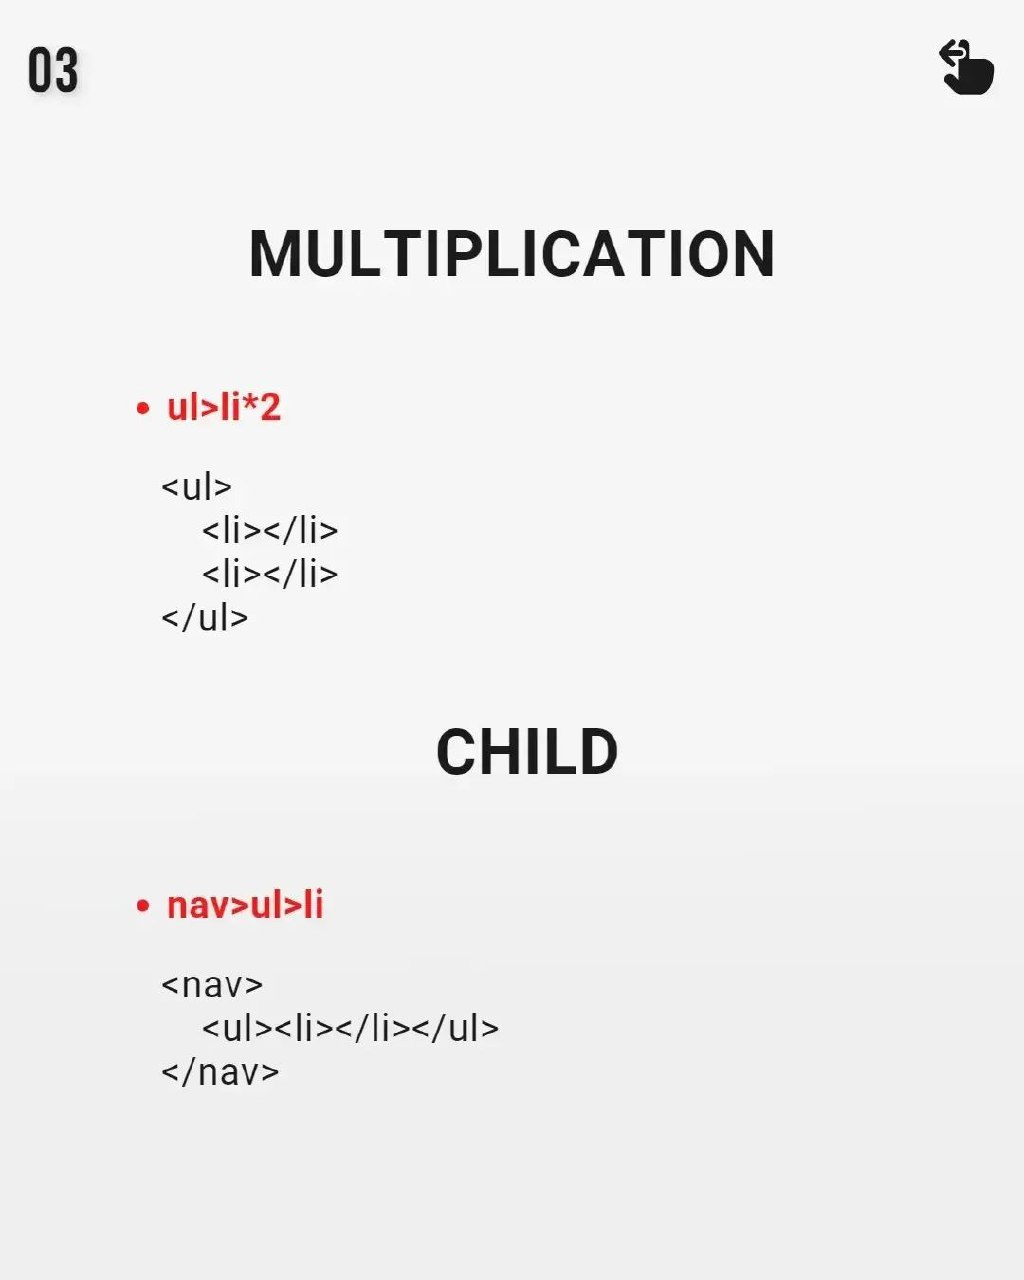 03
MULTIPLICATION
• ul>li*2
<ul>
<li></li>
<li></li>
</ul>
CHILD
• nav>ul>li
<nav>
<ul><li></li></ul>
</nav>